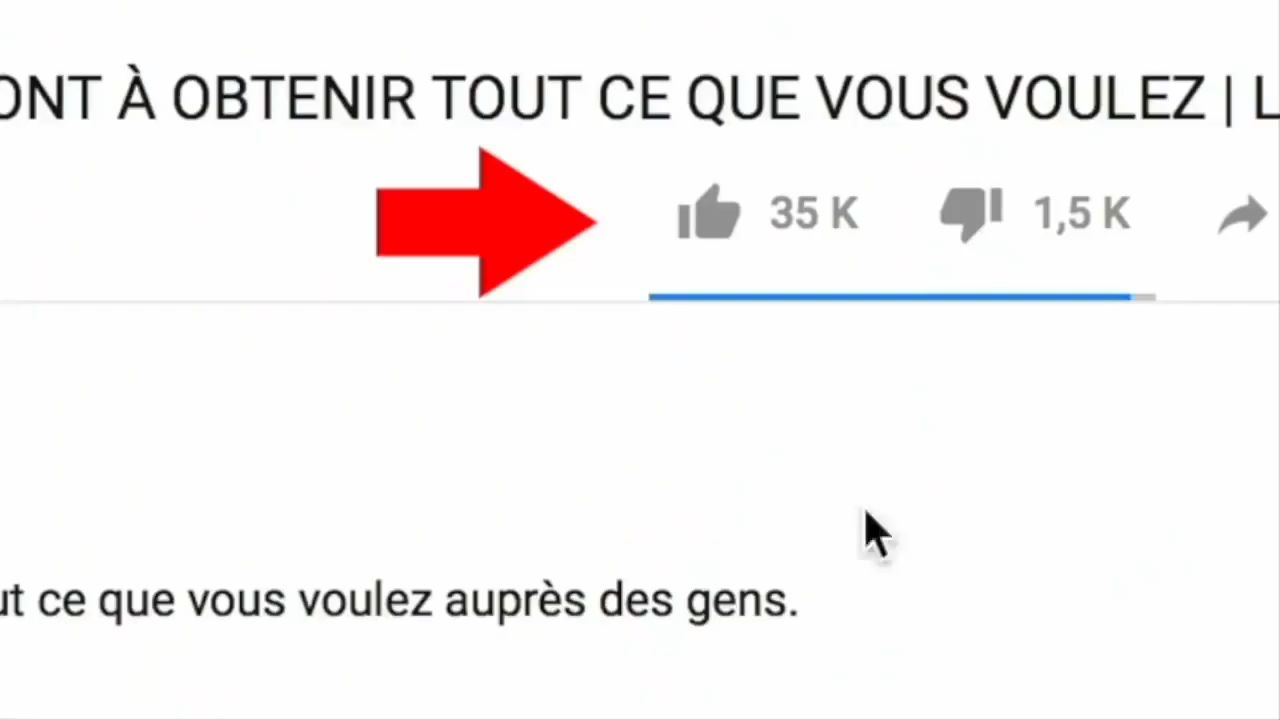 ONT À OBTENIR TOUT CE QUE VOUS VOULEZ | L
35 K 1,5 K
ut ce que vous voulez auprès des gens.